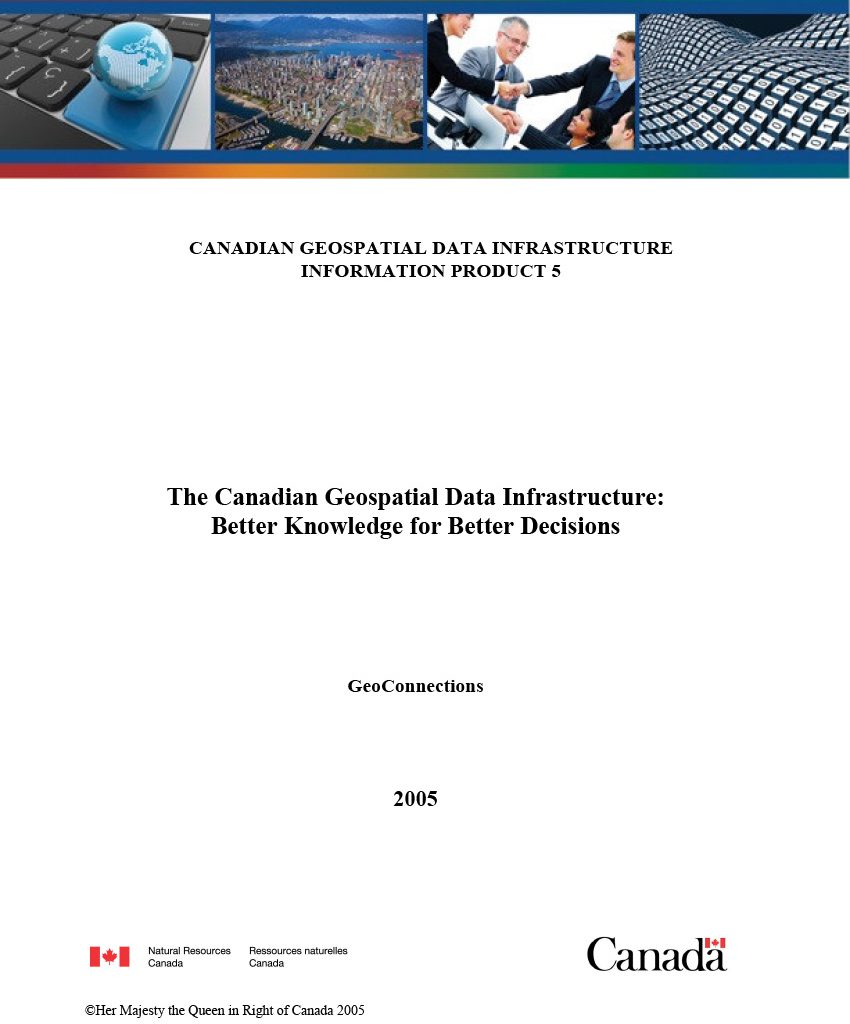 CANADIAN GEOSPATIAL DATA INFRASTRUCTURE
INFORMATION PRODUCT 5
The Canadian Geospatial Data Infrastructure:
Better Knowledge for Better Decisions
GeoConnections
2005
Natural Resources Ressources naturelles
Canada Canada
Canada
©Her Majesty the Queen in Right of Canada 2005